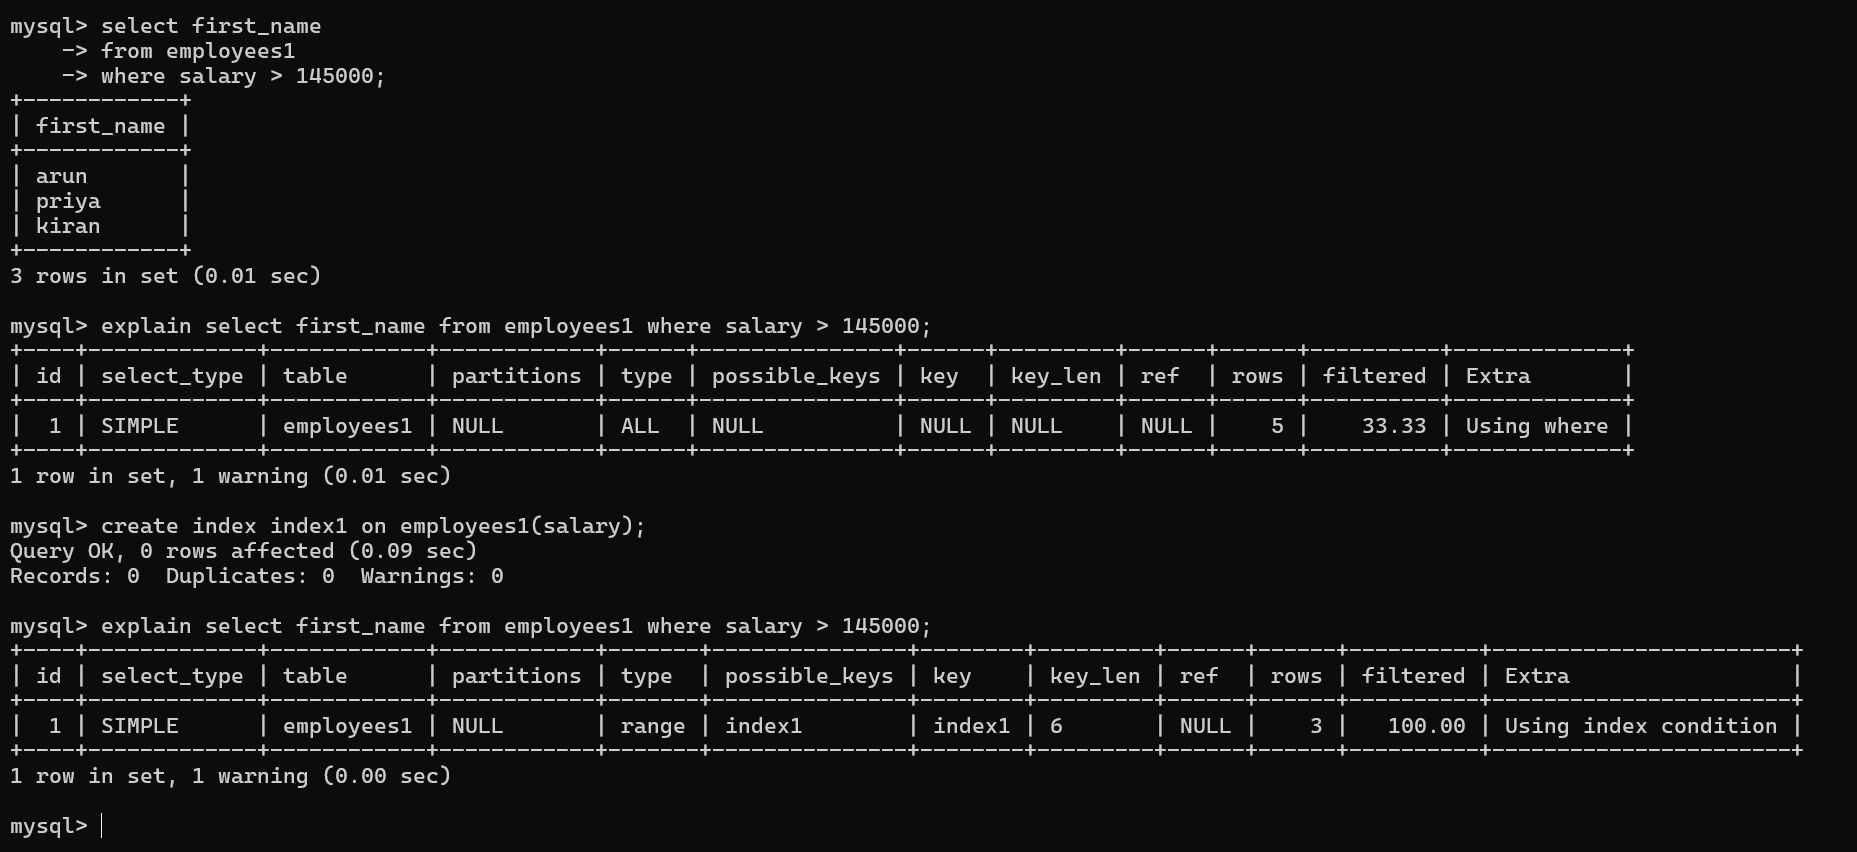 mysql> select first_name
    -> from employees1
    -> where salary > 145000;
+------------+
| first_name |
+------------+
| arun       |
| priya      |
| kiran      |
+------------+
3 rows in set (0.01 sec)

mysql> explain select first_name from employees1 where salary > 145000;
+----+-------------+------------+------------+------+---------------+------+---------+------+------+----------+-------------+
| id | select_type | table      | partitions | type | possible_keys | key  | key_len | ref  | rows | filtered | Extra       |
+----+-------------+------------+------------+------+---------------+------+---------+------+------+----------+-------------+
|  1 | SIMPLE      | employees1 | NULL       | ALL  | NULL          | NULL | NULL    | NULL |    5 |    33.33 | Using where |
+----+-------------+------------+------------+------+---------------+------+---------+------+------+----------+-------------+
1 row in set, 1 warning (0.01 sec)

mysql> create index index1 on employees1(salary);
Query OK, 0 rows affected (0.09 sec)
Records: 0  Duplicates: 0  Warnings: 0

mysql> explain select first_name from employees1 where salary > 145000;
+----+-------------+------------+------------+-------+---------------+--------+---------+------+------+----------+-----------------------+
| id | select_type | table      | partitions | type  | possible_keys | key    | key_len | ref  | rows | filtered | Extra                 |
+----+-------------+------------+------------+-------+---------------+--------+---------+------+------+----------+-----------------------+
|  1 | SIMPLE      | employees1 | NULL       | range | index1        | index1 | 6       | NULL |    3 |   100.00 | Using index condition |
+----+-------------+------------+------------+-------+---------------+--------+---------+------+------+----------+-----------------------+
1 row in set, 1 warning (0.00 sec)

mysql>